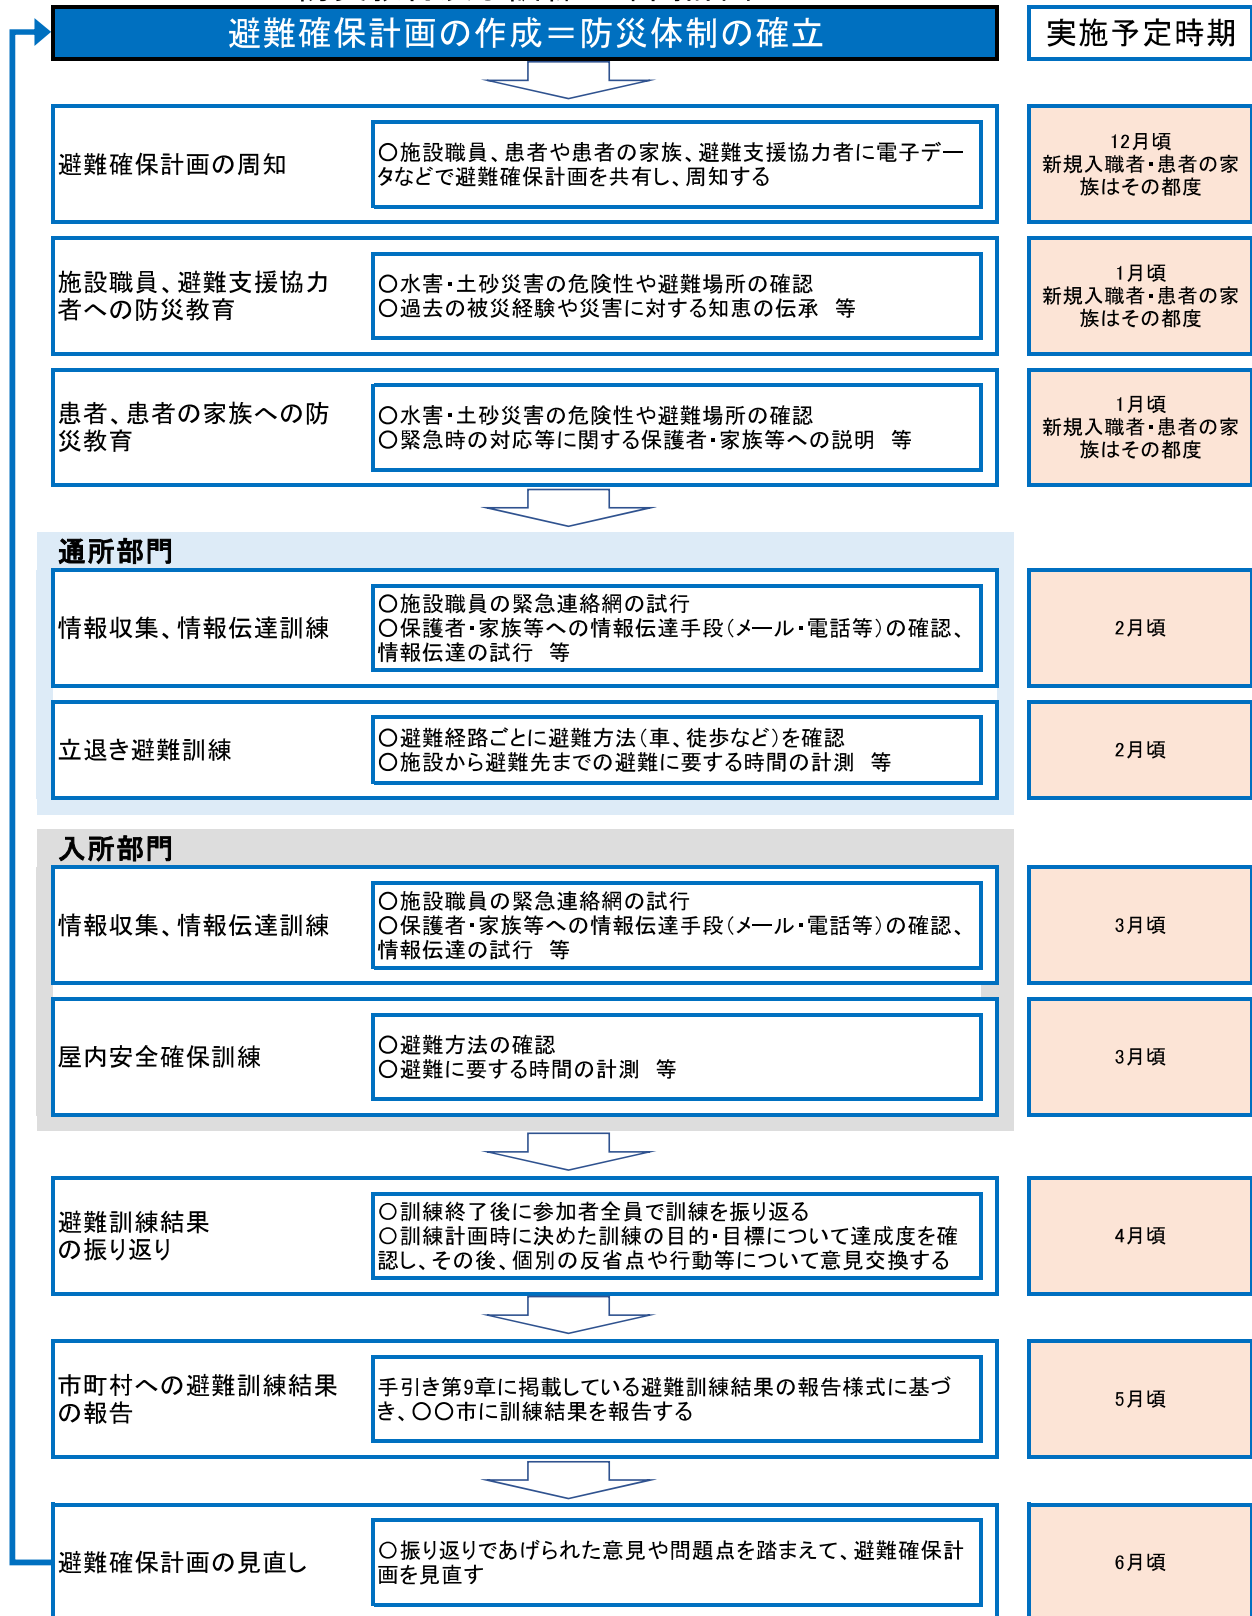 避難確保計画の作成＝防災体制の確立
実施予定時期
避難確保計画の周知
○施設職員、患者や患者の家族、避難支援協力者に電子デー
タなどで避難確保計画を共有し、周知する
12月頃
新規入職者・患者の家
族はその都度
施設職員、避難支援協力
者への防災教育
○水害・土砂災害の危険性や避難場所の確認
○過去の被災経験や災害に対する知恵の伝承　等
1月頃
新規入職者・患者の家
族はその都度
患者、患者の家族への防
災教育
○水害・土砂災害の危険性や避難場所の確認
○緊急時の対応等に関する保護者・家族等への説明　等
1月頃
新規入職者・患者の家
族はその都度
通所部門
情報収集、情報伝達訓練
○施設職員の緊急連絡網の試行
○保護者・家族等への情報伝達手段（メール・電話等）の確認、
情報伝達の試行　等
2月頃
立退き避難訓練
○避難経路ごとに避難方法（車、徒歩など）を確認
○施設から避難先までの避難に要する時間の計測　等
2月頃
入所部門
情報収集、情報伝達訓練
○施設職員の緊急連絡網の試行
○保護者・家族等への情報伝達手段（メール・電話等）の確認、
情報伝達の試行　等
3月頃
屋内安全確保訓練
○避難方法の確認
○避難に要する時間の計測　等
3月頃
避難訓練結果
の振り返り
○訓練終了後に参加者全員で訓練を振り返る
○訓練計画時に決めた訓練の目的・目標について達成度を確
認し、その後、個別の反省点や行動等について意見交換する
4月頃
市町村への避難訓練結果
の報告
手引き第9章に掲載している避難訓練結果の報告様式に基づ
き、○○市に訓練結果を報告する
5月頃
避難確保計画の見直し
○振り返りであげられた意見や問題点を踏まえて、避難確保計
画を見直す
6月頃